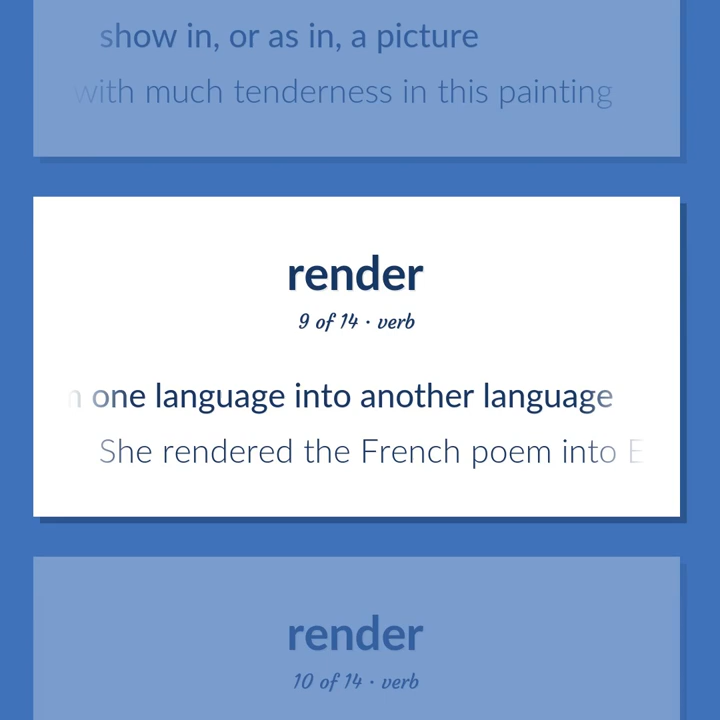 show in, or as in, a picture
with much tenderness in this painting
render
9 of 14 · verb
one language into another language
She rendered the French poem into
render
10 of 14 · verb